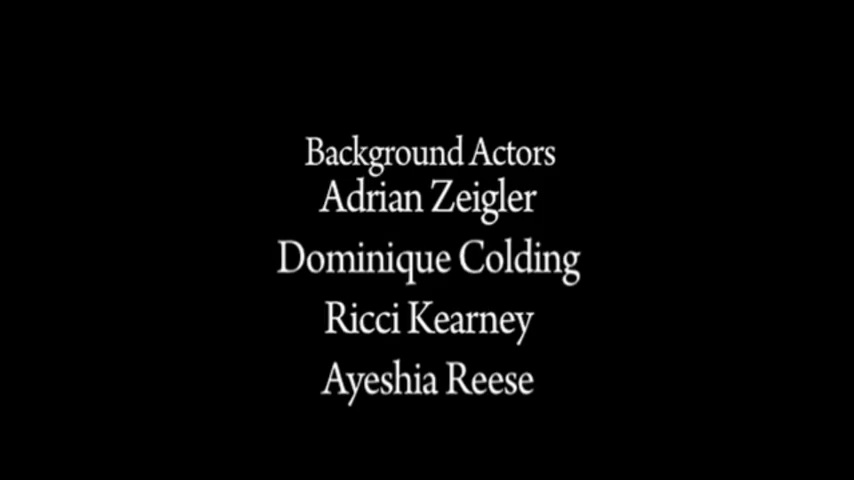 Background Actors
Adrian Zeigler
Dominique Colding
Ricci Kearney
Ayeshia Reese